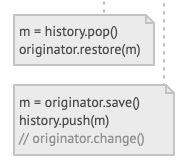 m = history.pop()
originator.restore(m)
m = originator.save()
history.push(m)
// originator.change()